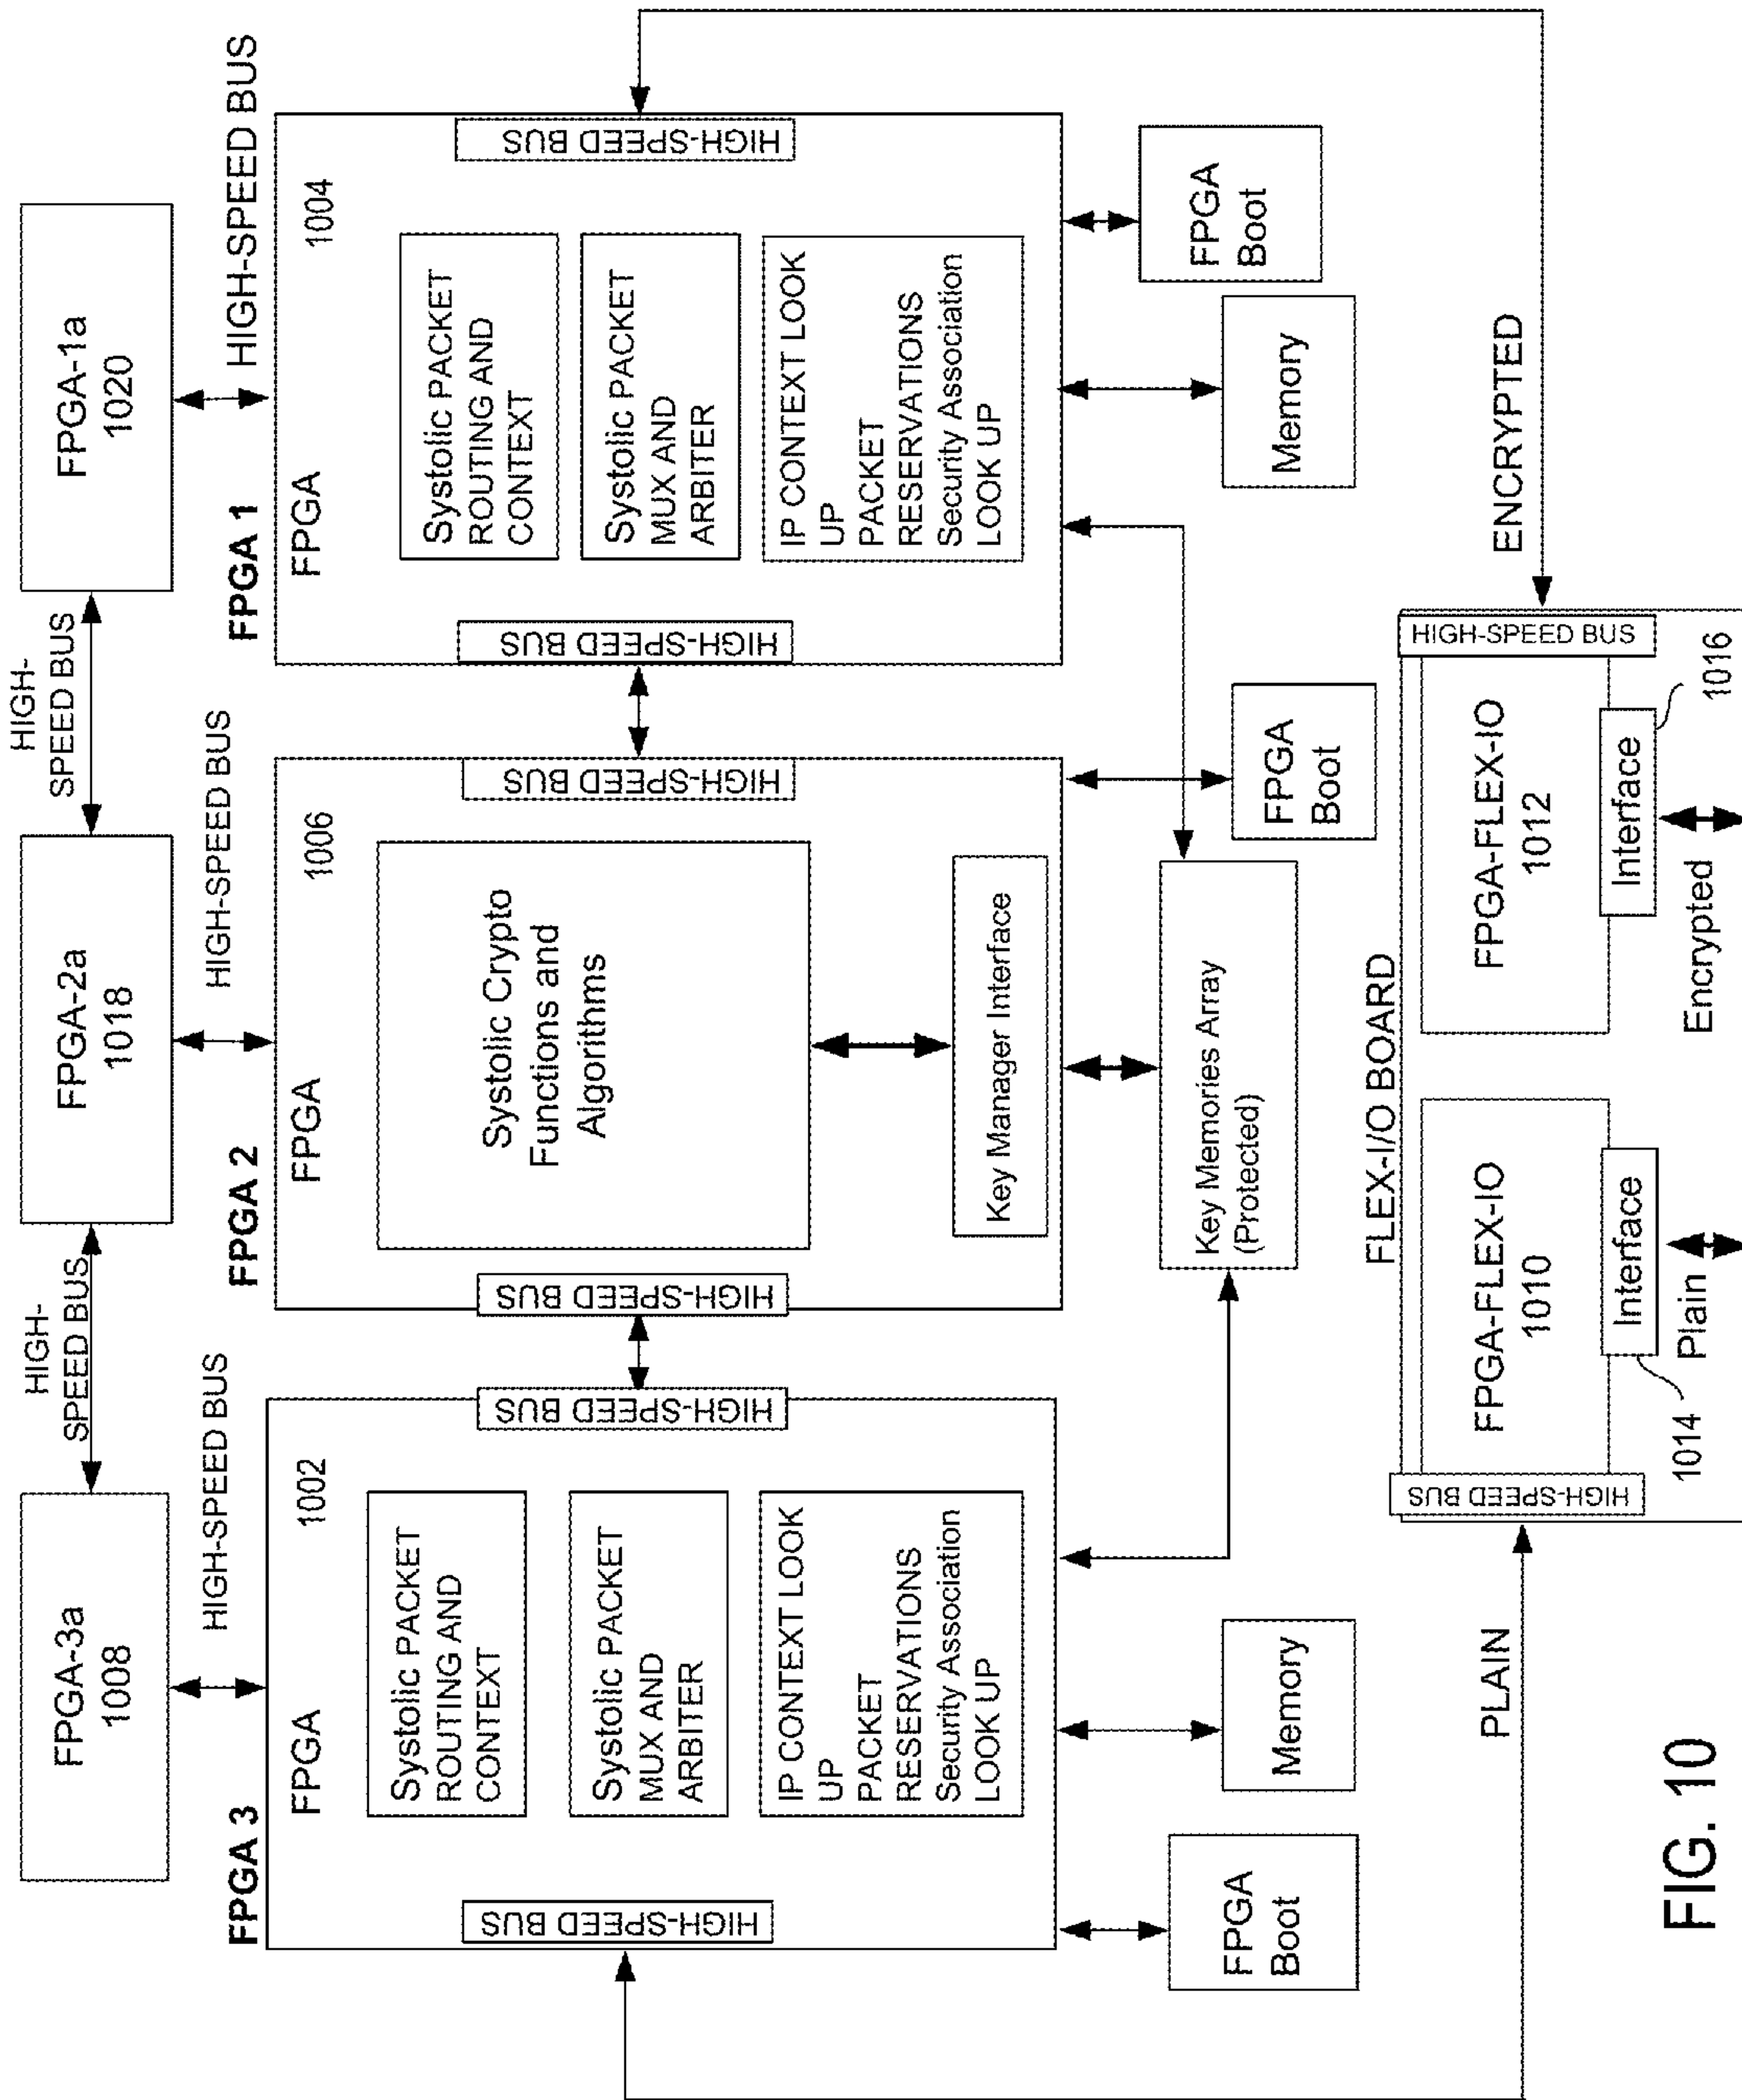 FPGA-3a
1008
HIGH-
SPEED BUS
FPGA-2a
1018
HIGH-
SPEED BUS
FPGA-1a
1020
HIGH-SPEED BUS
HIGH-SPEED BUS
HIGH-SPEED BUS
FPGA 3
FPGA
1002
Systolic PACKET
ROUTING AND
CONTEXT
Systolic PACKET
MUX AND
ARBITER
IP CONTEXT LOOK
UP
PACKET
RESERVATIONS
Security Association
LOOK UP
HIGH-SPEED BUS
HIGH-SPEED BUS
FPGA 2
FPGA
1006
Systolic Crypto
Functions and
Algorithms
Key Manager Interface
HIGH-SPEED BUS
HIGH-SPEED BUS
FPGA 1
FPGA
1004
Systolic PACKET
ROUTING AND
CONTEXT
Systolic PACKET
MUX AND
ARBITER
IP CONTEXT LOOK
UP
PACKET
RESERVATIONS
Security Association
LOOK UP
HIGH-SPEED BUS
HIGH-SPEED BUS
FPGA
Boot
Memory
Key Memories Array
(Protected)
FPGA
Boot
Memory
FPGA
Boot
PLAIN
FLEX-I/O BOARD
ENCRYPTED
HIGH-SPEED BUS
FPGA-FLEX-IO
1010
FPGA-FLEX-IO
1012
HIGH-SPEED BUS
1014
Interface
Interface
1016
Plain
Encrypted
FIG. 10